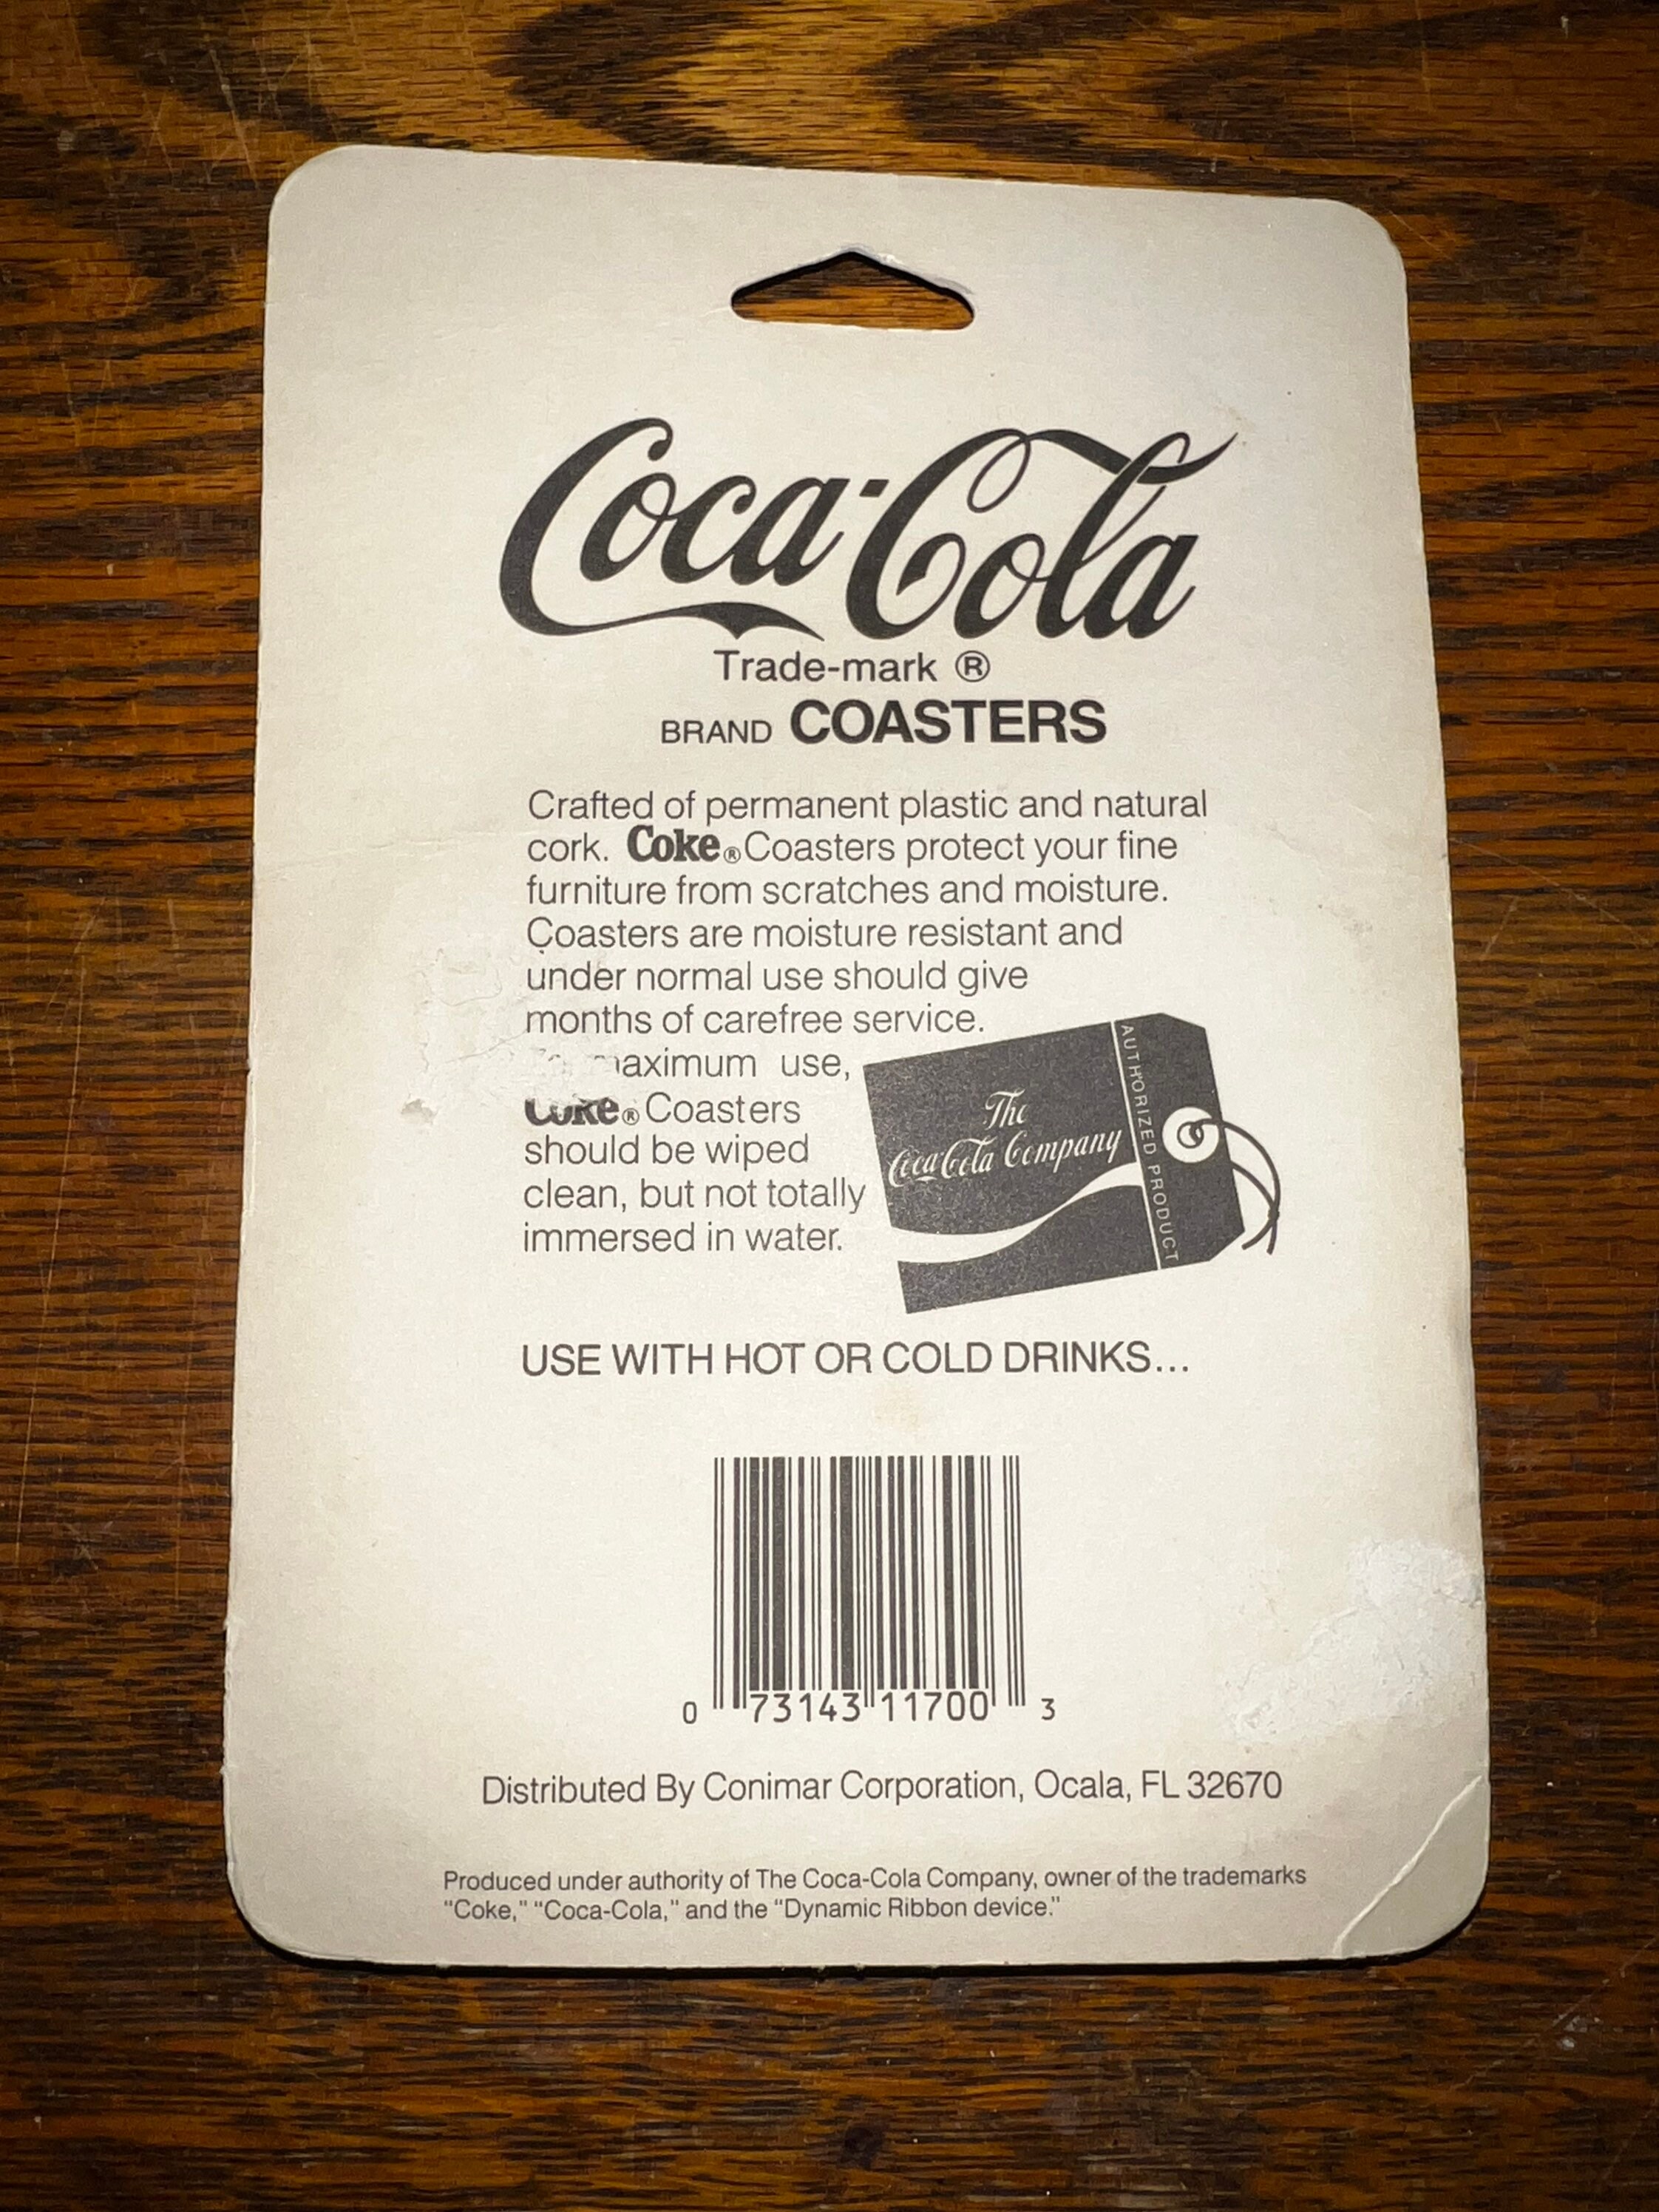 Coca-Cola
Trade-mark ®
BRAND COASTERS
Crafted of permanent plastic and natural
cork. Coke® Coasters protect your fine
furniture from scratches and moisture.
Coasters are moisture resistant and
under normal use should give
months of carefree service.
use,
Coke® Coasters
should be wiped
clean, but not totally
immersed in water.
The
Coca-Cola Company
AUTHORIZED PRODUCT
USE WITH HOT OR COLD DRINKS...
0 73143 11700 3
Distributed By Conimar Corporation, Ocala, FL 32670
Produced under authority of The Coca-Cola Company, owner of the trademarks
"Coke," "Coca-Cola," and the "Dynamic Ribbon device."